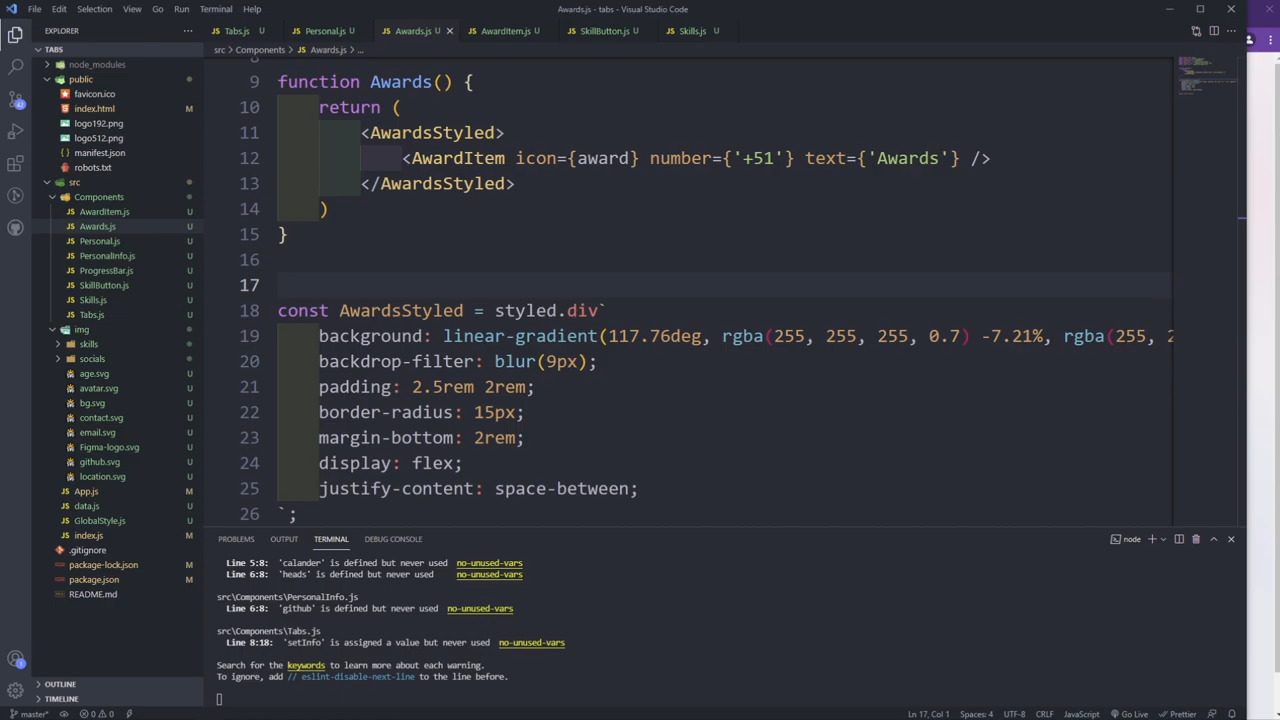 File Edit Selection View Go Run Terminal Help
Awards.js - tabs - Visual Studio Code
EXPLORER
TABS
node_modules
public
favicon.ico
index.html M
logo192.png
logo512.png
manifest.json
robots.txt
src
Components
AwardItem.js U
Awards.js U
Personal.js U
PersonalInfo.js U
ProgressBar.js U
SkillButton.js U
Skills.js U
Tabs.js U
img
skills
socials
age.svg U
avatar.svg U
bg.svg U
contact.svg U
email.svg U
Figma-logo.svg U
github.svg U
location.svg U
App.js M
data.js U
GlobalStyle.js U
index.js M
.gitignore
package-lock.json M
package.json M
README.md
OUTLINE
TIMELINE
Tabs.js U Personal.js U Awards.js U AwardItem.js U SkillButton.js U Skills.js U
src > Components > JS Awards.js > ...
9 function Awards() {
10 return (
11 <AwardsStyled>
12 <AwardItem icon={award} number={'+51'} text={'Awards'} />
13 </AwardsStyled>
14 )
15 }
16
17
18 const AwardsStyled = styled.div`
19 background: linear-gradient(117.76deg, rgba(255, 255, 255, 0.7) -7.21%, rgba(255, 2
20 backdrop-filter: blur(9px);
21 padding: 2.5rem 2rem;
22 border-radius: 15px;
23 margin-bottom: 2rem;
24 display: flex;
25 justify-content: space-between;
26 `;
PROBLEMS OUTPUT TERMINAL DEBUG CONSOLE
node
Line 5:8: 'calander' is defined but never used no-unused-vars
Line 6:8: 'heads' is defined but never used no-unused-vars
src\Components\PersonalInfo.js
Line 6:8: 'github' is defined but never used no-unused-vars
src\Components\Tabs.js
Line 8:18: 'setInfo' is assigned a value but never used no-unused-vars
Search for the keywords to learn more about each warning.
To ignore, add // eslint-disable-next-line to the line before.
master* 0 0 Ln 17, Col 1 Spaces: 4 UTF-8 CRLF JavaScript Go Live Prettier